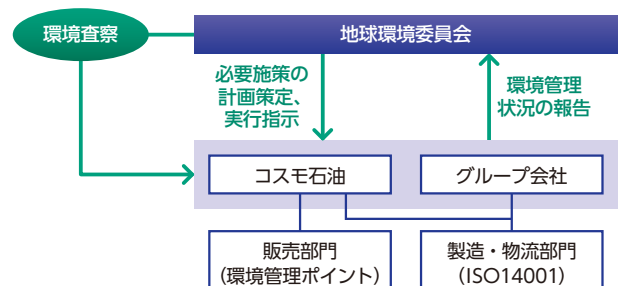 環境査察
地球環境委員会
必要施策の
計画策定、
実行指示
環境管理
状況の報告
コスモ石油
グループ会社
販売部門
（環境管理ポイント）
製造・物流部門
（ISO14001）